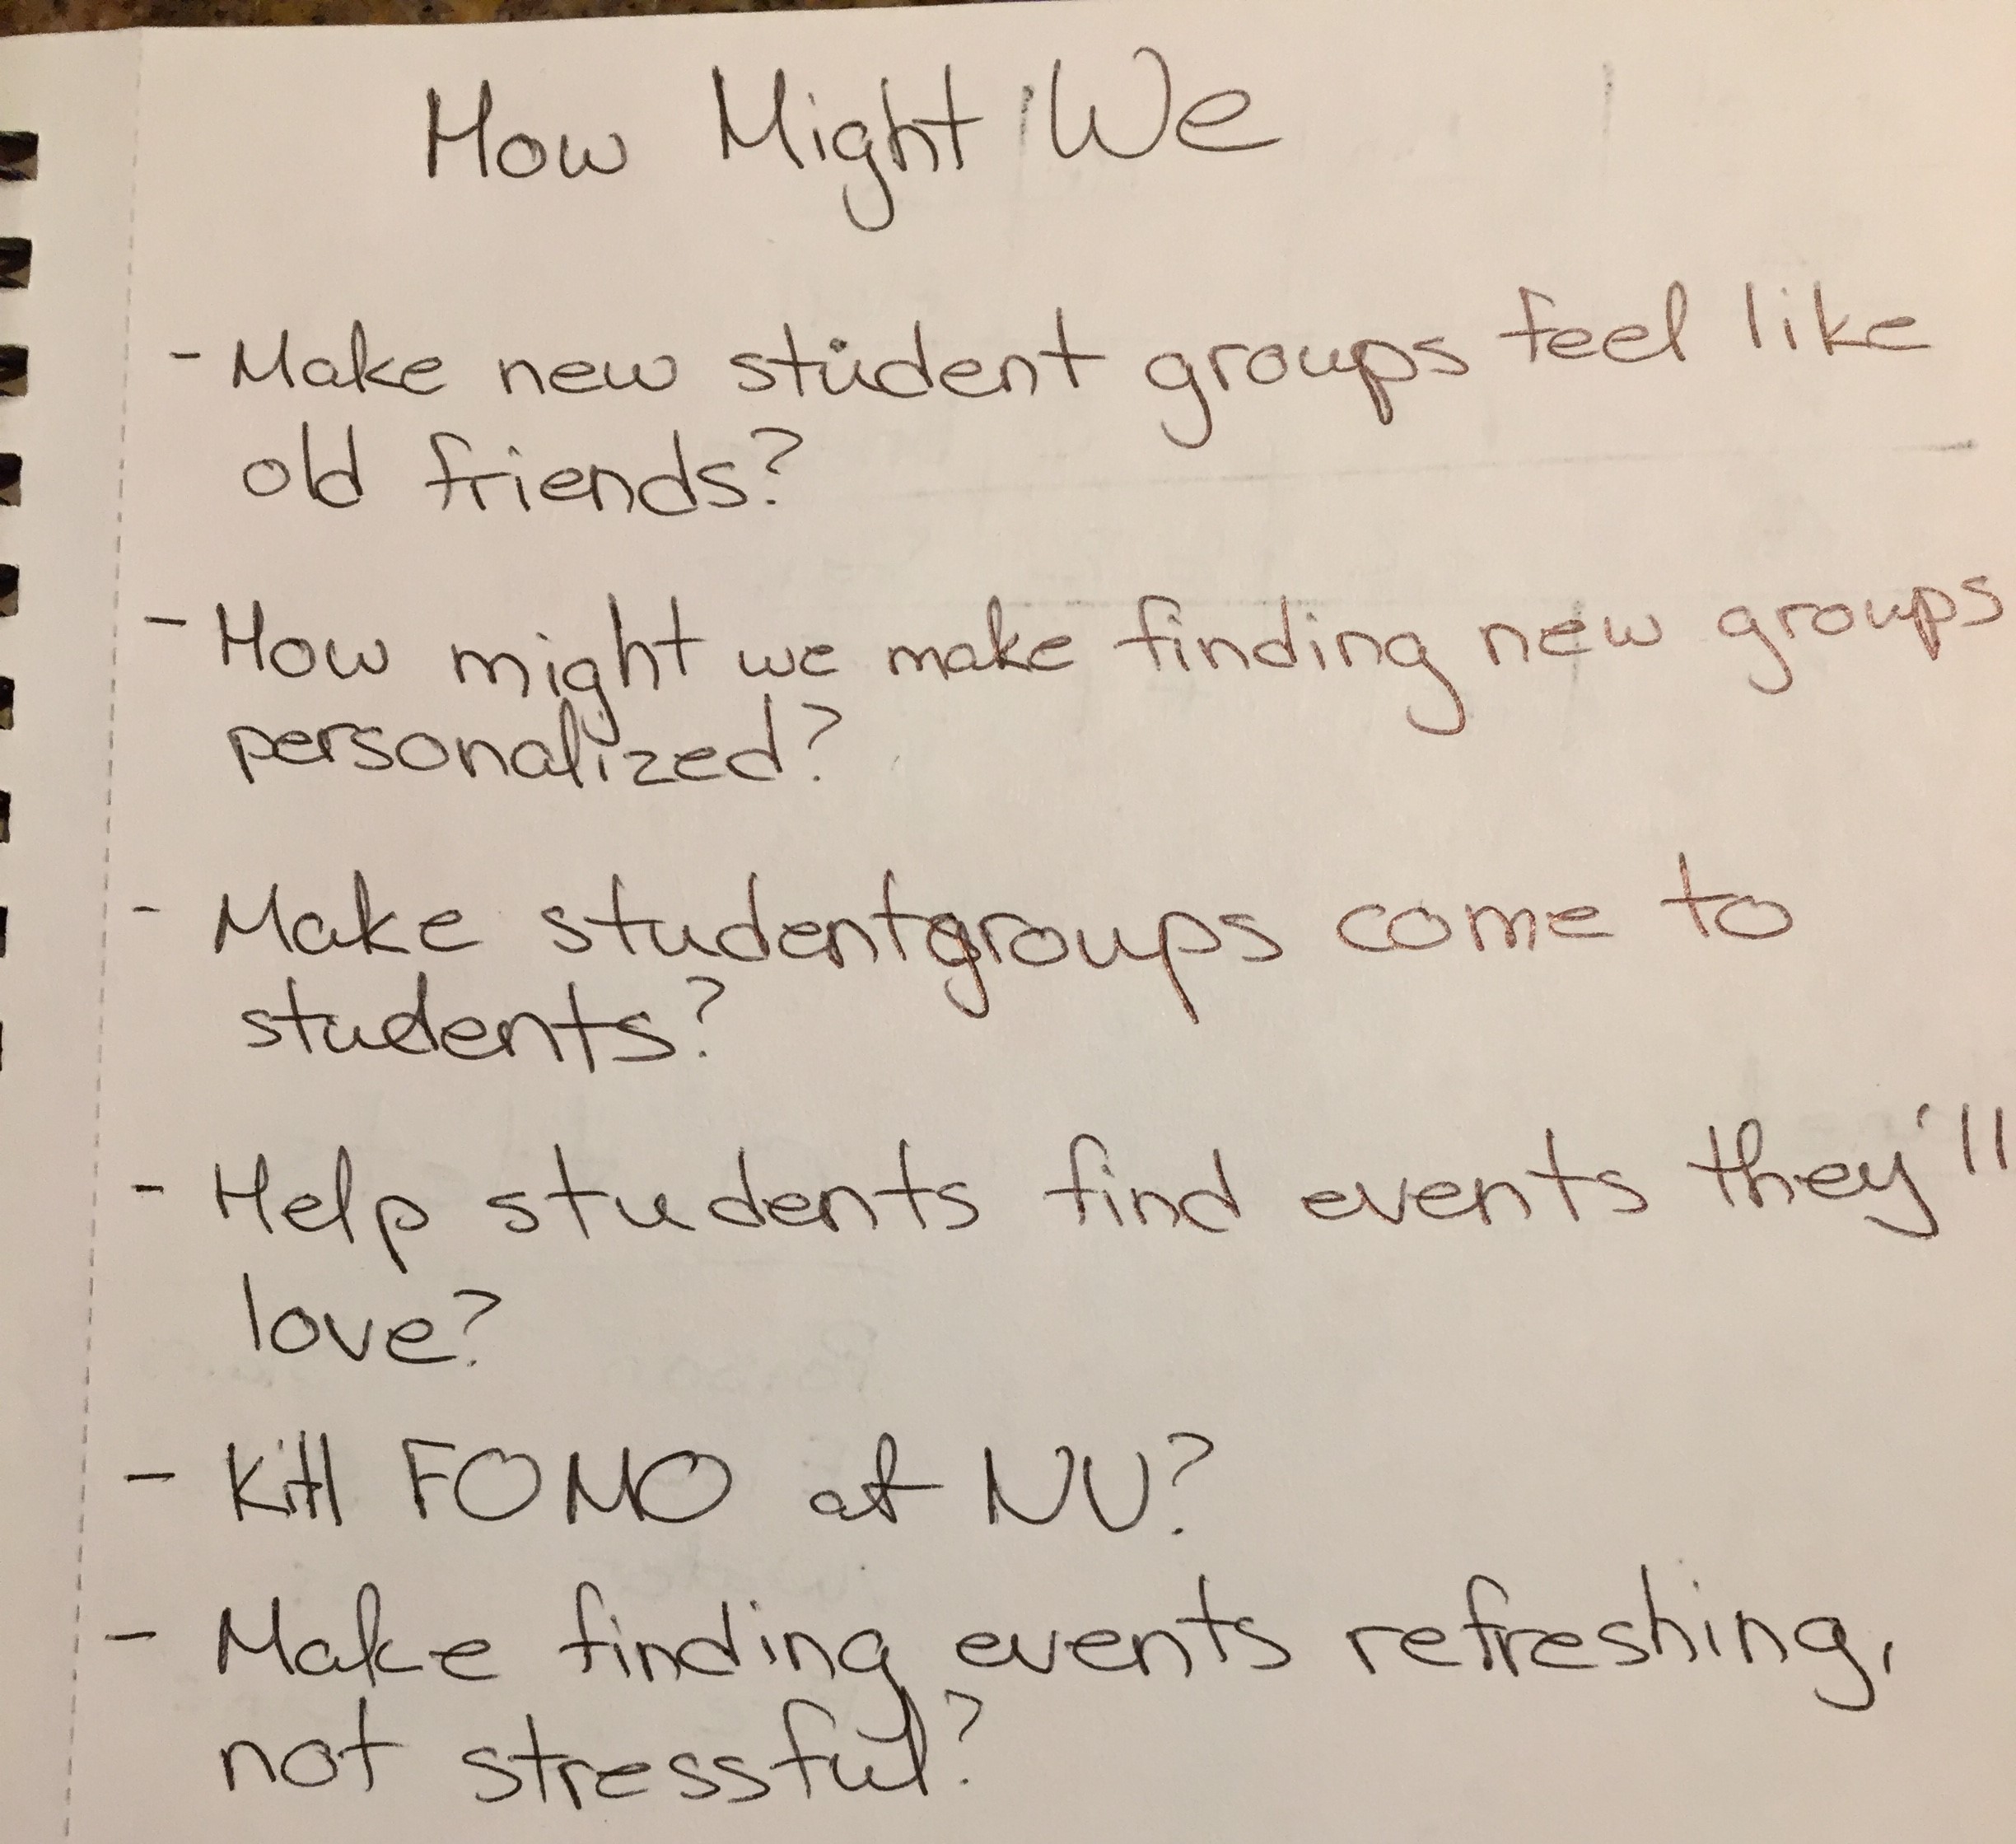 How Might We
- Make new student groups feel like
old friends?
- How might we make finding new groups
personalized?
- Make studentgroups come to
students?
- Help students find events they'll
love?
- Kill FOMO at NU?
- Make finding events refreshing,
not stressful?